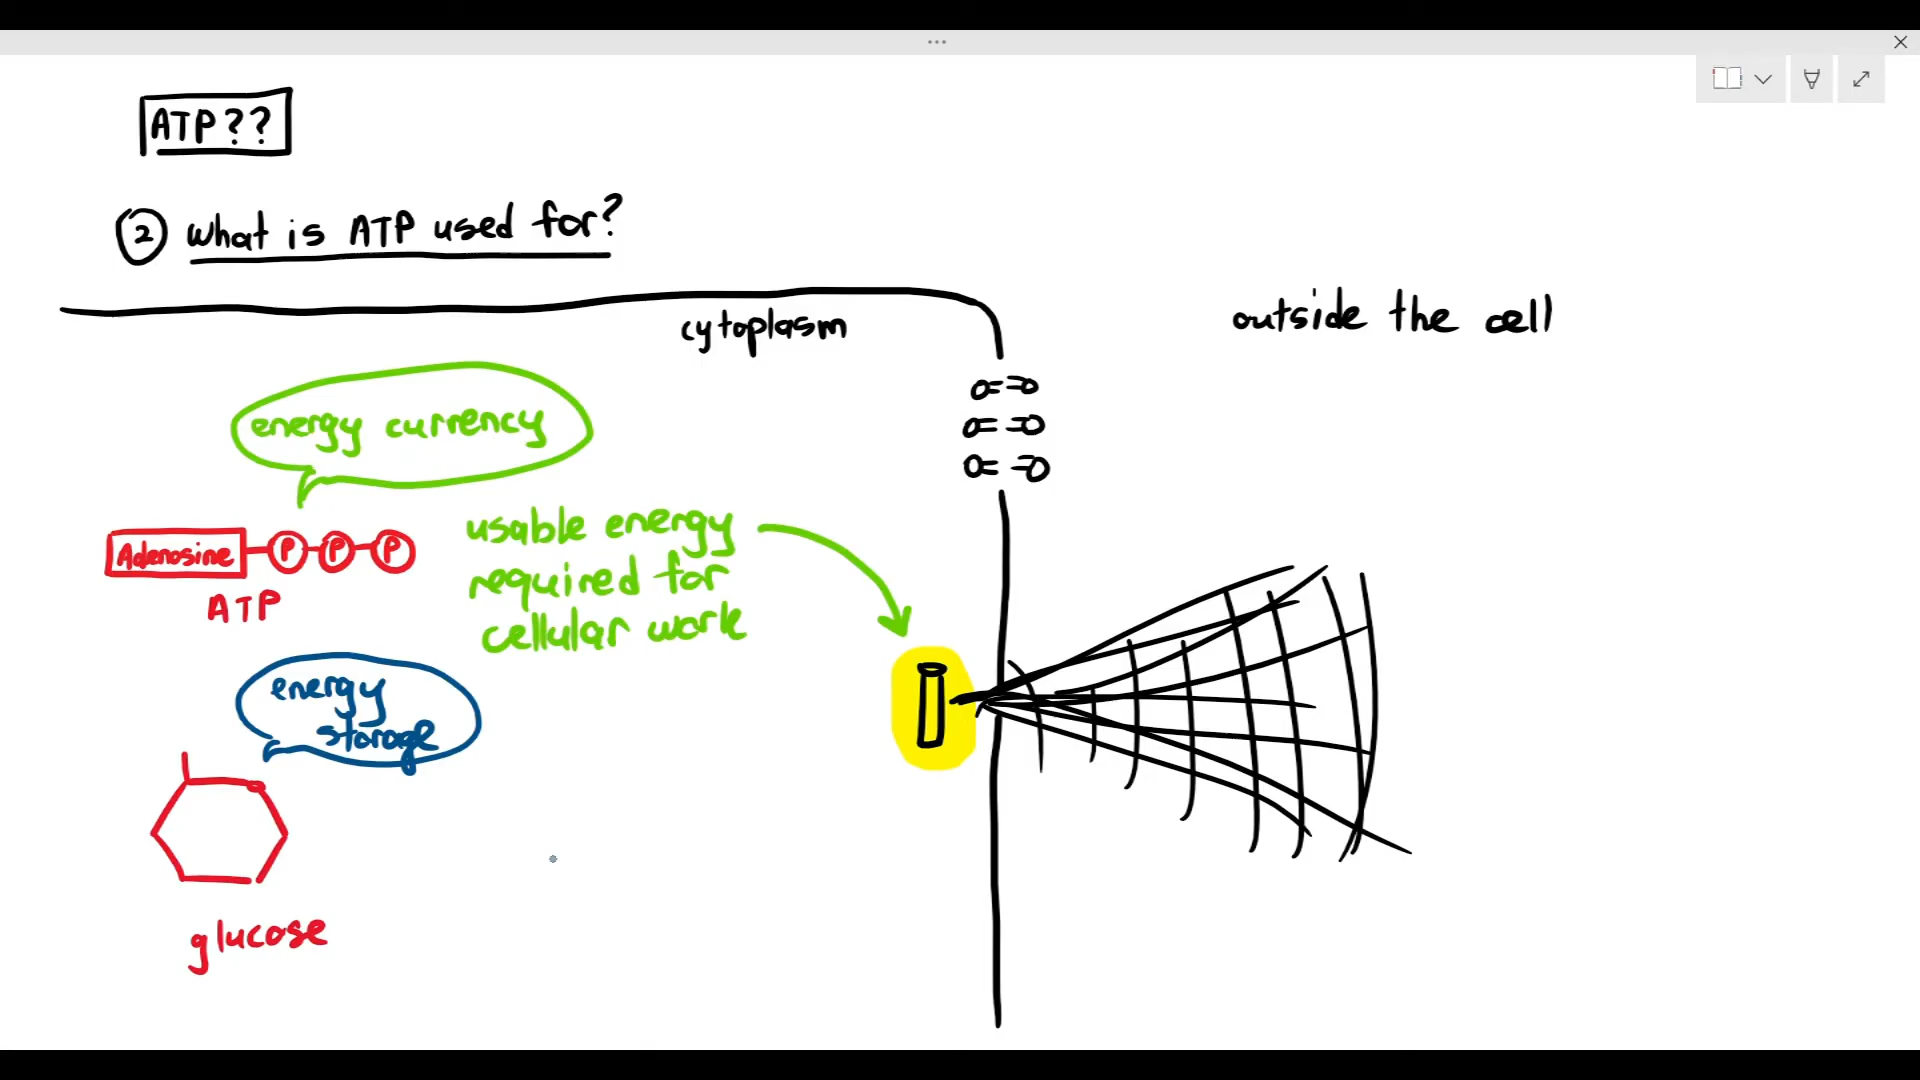 ATP??
2 What is ATP used for?
cytoplasm
outside the cell
energy currency
Adenosine P P P
ATP
usable energy
required for
cellular work
energy
storage
glucose